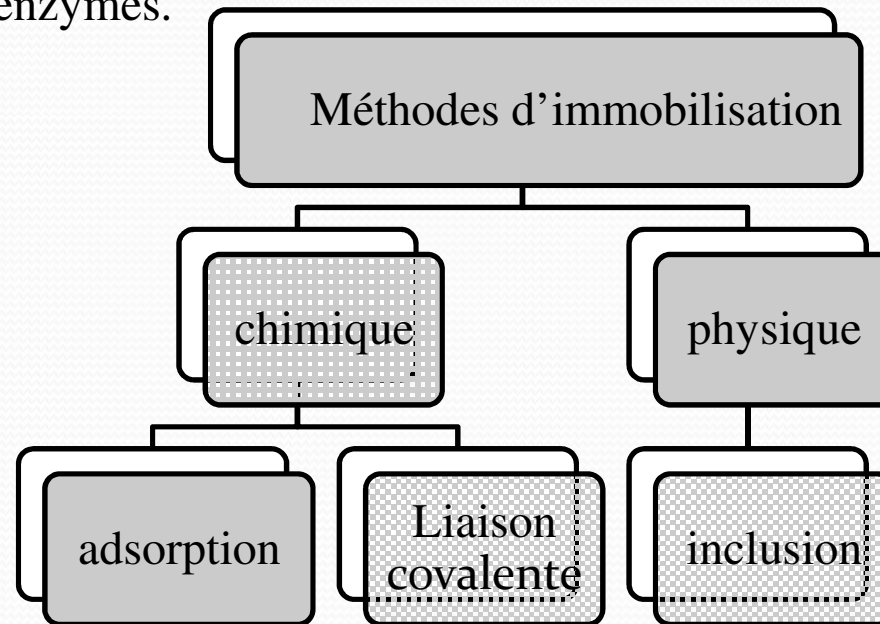 enzymes.
Méthodes d’immobilisation
chimique
physique
adsorption
Liaison
covalente
inclusion